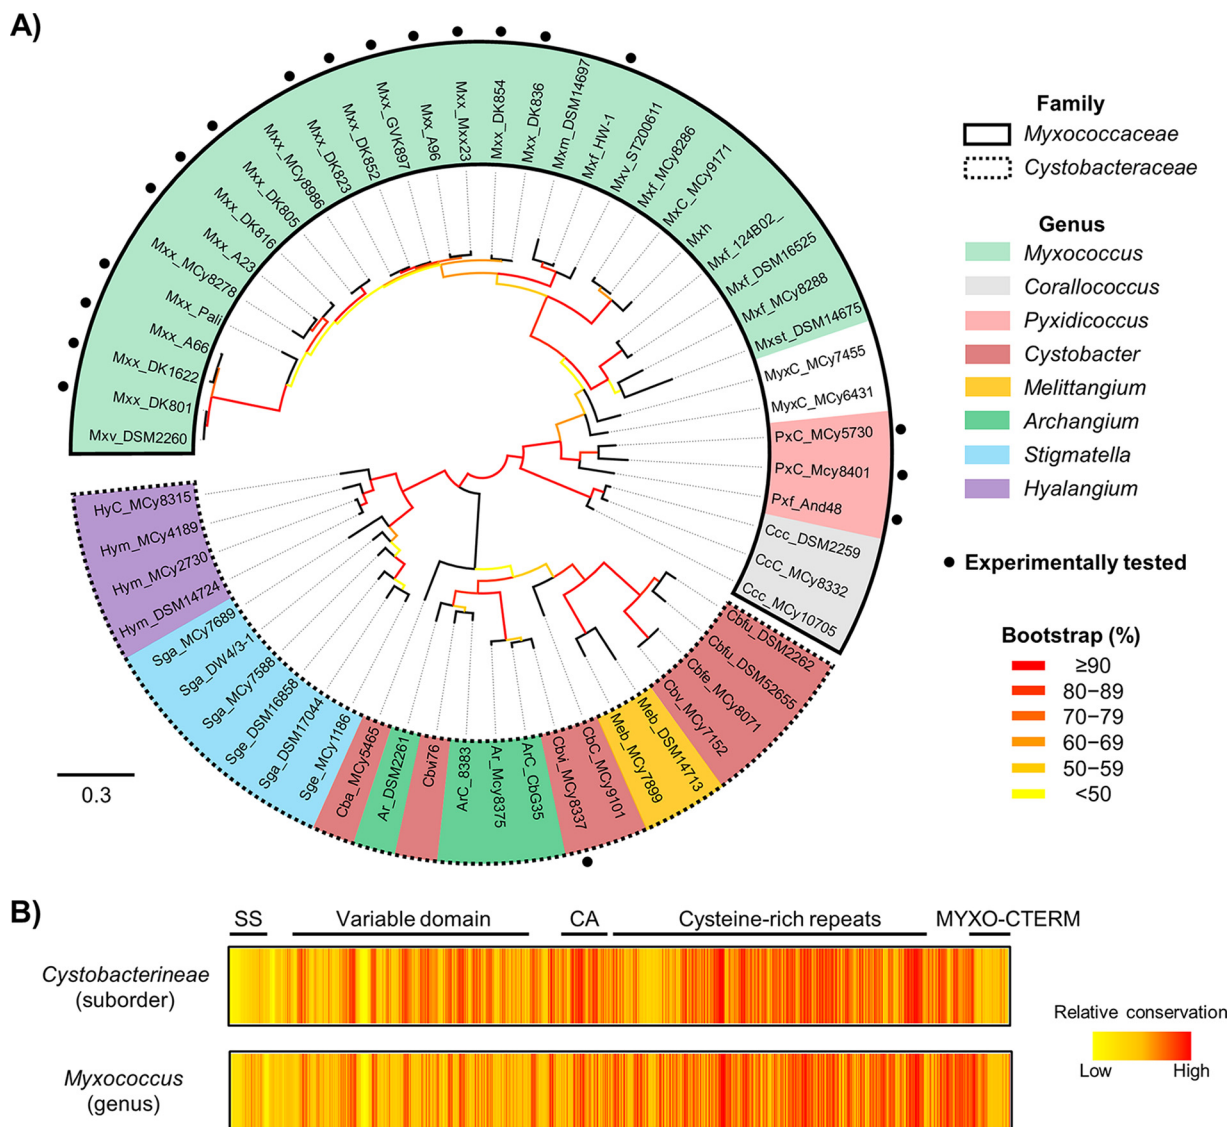 A)
Mxv_DSM2260
Mxx_DK801
Mxx_DK1622
Mxx_A66
Mxx_Pali
Mxx_MCy8278
Mxx_A23
Mxx_DK816
Mxx_DK805
Mxx_MCy8986
Mxx_DK823
Mxx_DK852
Mxx_GVK897
Mxx_A96
Mxx_Mxx23
Mxx_DK854
Mxx_DK836
Mxm_DSM14697
Mxf_HW-1
Mxv_ST200611
Mxf_MCy8286
MxC_MCy9171
Mxh
Mxf_124B02_
Mxf_DSM16525
Mxf_MCy8288
Mxst_DSM14675
MyxC_MCy7455
MyxC_MCy6431
PxC_MCy5730
PxC_Mcy8401
Pxf_And48
Ccc_DSM2259
CcC_MCy8332
Ccc_MCy10705
Cbfu_DSM2262
Cbfu_DSM52655
Cbfe_MCy8071
Cbv_MCy7152
Meb_DSM14713
Meb_MCy7899
CbC_MCy9101
Cbvi_MCy8337
ArC_CbG35
Ar_Mcy8375
ArC_8383
Cbvi76
Ar_DSM2261
Cba_MCy5465
Sge_MCy1186
Sga_DSM17044
Sge_DSM16858
Sga_MCy7588
Sga_DW4/3-1
Sga_MCy7689
Hym_DSM14724
Hym_MCy2730
Hym_MCy4189
HyC_MCy8315
0.3
Family
Myxococcaceae
Cystobacteraceae
Genus
Myxococcus
Corallococcus
Pyxidicoccus
Cystobacter
Melittangium
Archangium
Stigmatella
Hyalangium
Experimentally tested
Bootstrap (%)
≥90
80−89
70−79
60−69
50−59
<50
B)
SS Variable domain CA Cysteine-rich repeats MYXO-CTERM
Cystobacterineae
(suborder)
Myxococcus
(genus)
Relative conservation
Low High